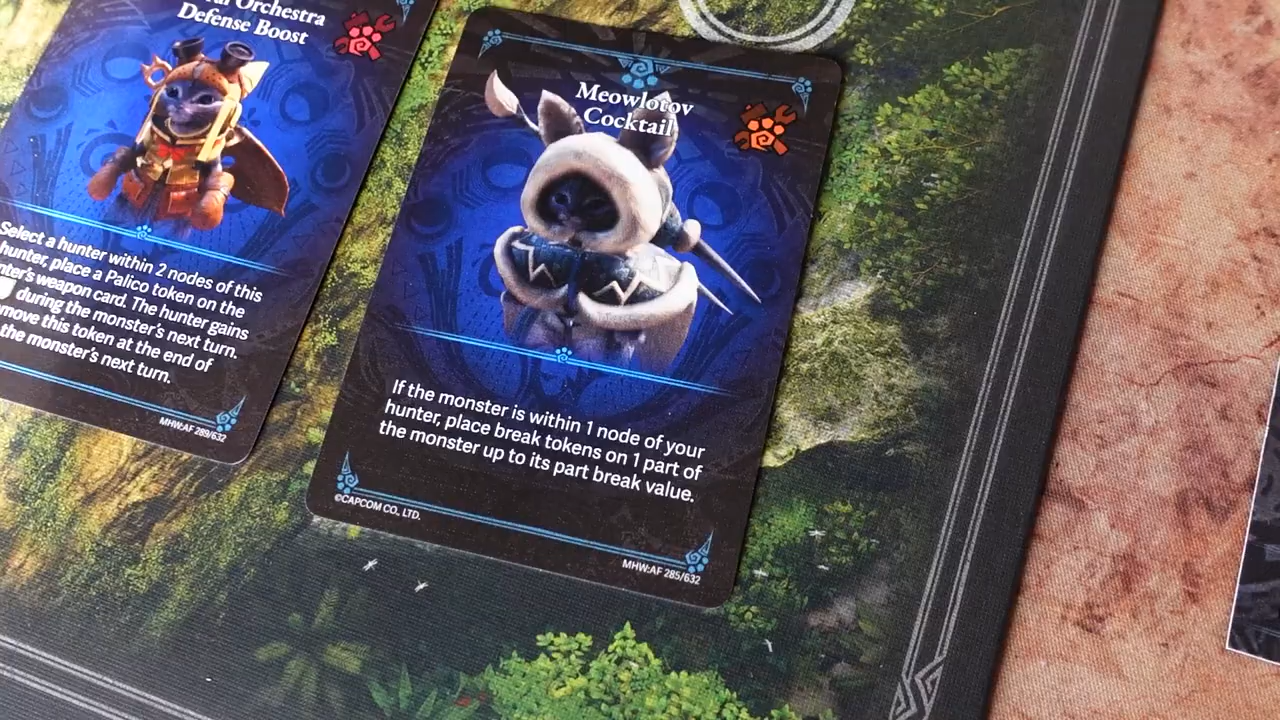 Orchestra
Defense Boost
Select a hunter within 2 nodes of this
hunter, place a Palico token on the
weapon card. The hunter gains
during the monster's next turn.
this token at the end of
the monster's next turn.
MHW:AF 289/632
Meowlotov
Cocktail
If the monster is within 1 node of your
hunter, place break tokens on 1 part of
the monster up to its part break value.
©CAPCOM CO., LTD.
MHW:AF 285/632